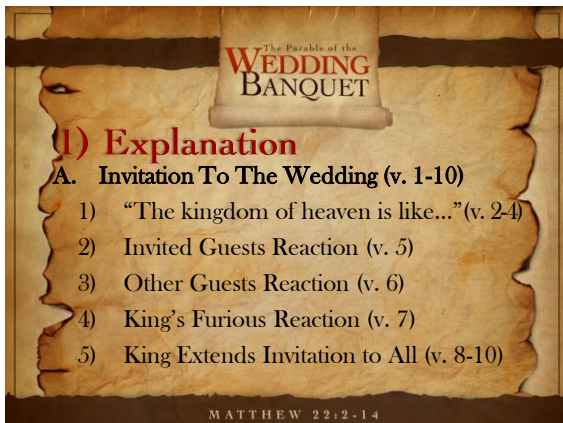 The Parable of the
WEDDING
BANQUET
1) Explanation
A. Invitation To The Wedding (v. 1-10)
1) “The kingdom of heaven is like...”(v. 2-4)
2) Invited Guests Reaction (v. 5)
3) Other Guests Reaction (v. 6)
4) King’s Furious Reaction (v. 7)
5) King Extends Invitation to All (v. 8-10)
MATTHEW 22:2-14